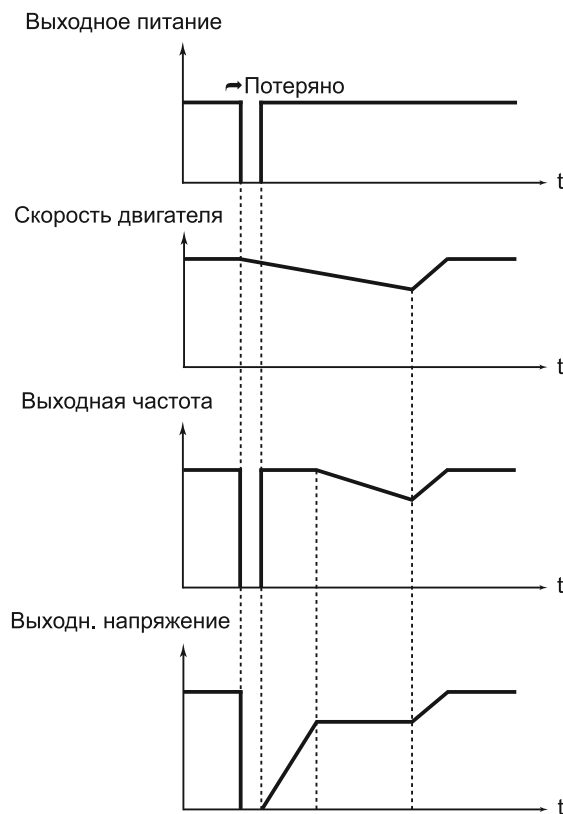 Выходное питание
Потеряно
t
Скорость двигателя
t
Выходная частота
t
Выходн. напряжение
t